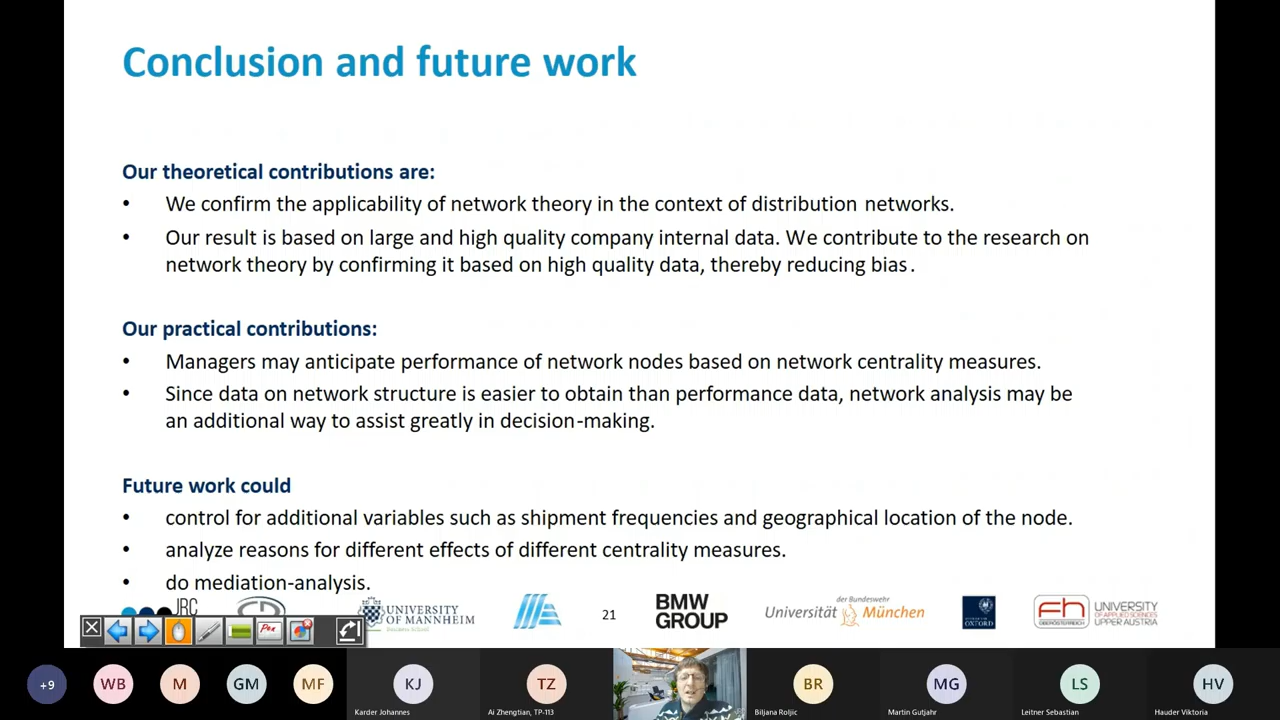 Conclusion and future work
Our theoretical contributions are:
• We confirm the applicability of network theory in the context of distribution networks.
• Our result is based on large and high quality company internal data. We contribute to the research on
network theory by confirming it based on high quality data, thereby reducing bias.
Our practical contributions:
• Managers may anticipate performance of network nodes based on network centrality measures.
• Since data on network structure is easier to obtain than performance data, network analysis may be
an additional way to assist greatly in decision-making.
Future work could
• control for additional variables such as shipment frequencies and geographical location of the node.
• analyze reasons for different effects of different centrality measures.
• do mediation-analysis.
JRC
UNIVERSITY
OF MANNHEIM
21
BMW
GROUP
der Bundeswehr
Universität München
OXFORD
fh
OBERÖSTERREICH
UNIVERSITY
OF APPLIED SCIENCES
UPPER AUSTRIA
Pen
+9
WB
M
GM
MF
KJ
Karder Johannes
TZ
Ai Zhengtian, TP-113
BR
Biljana Roljic
MG
Martin Gutjahr
LS
Leitner Sebastian
HV
Hauder Viktoria